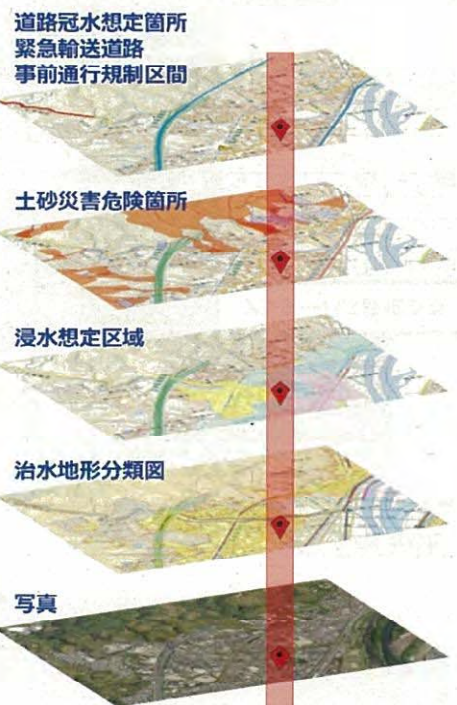 道路冠水想定箇所
緊急輸送道路
事前通行規制区間
土砂災害危険箇所
浸水想定区域
治水地形分類図
写真